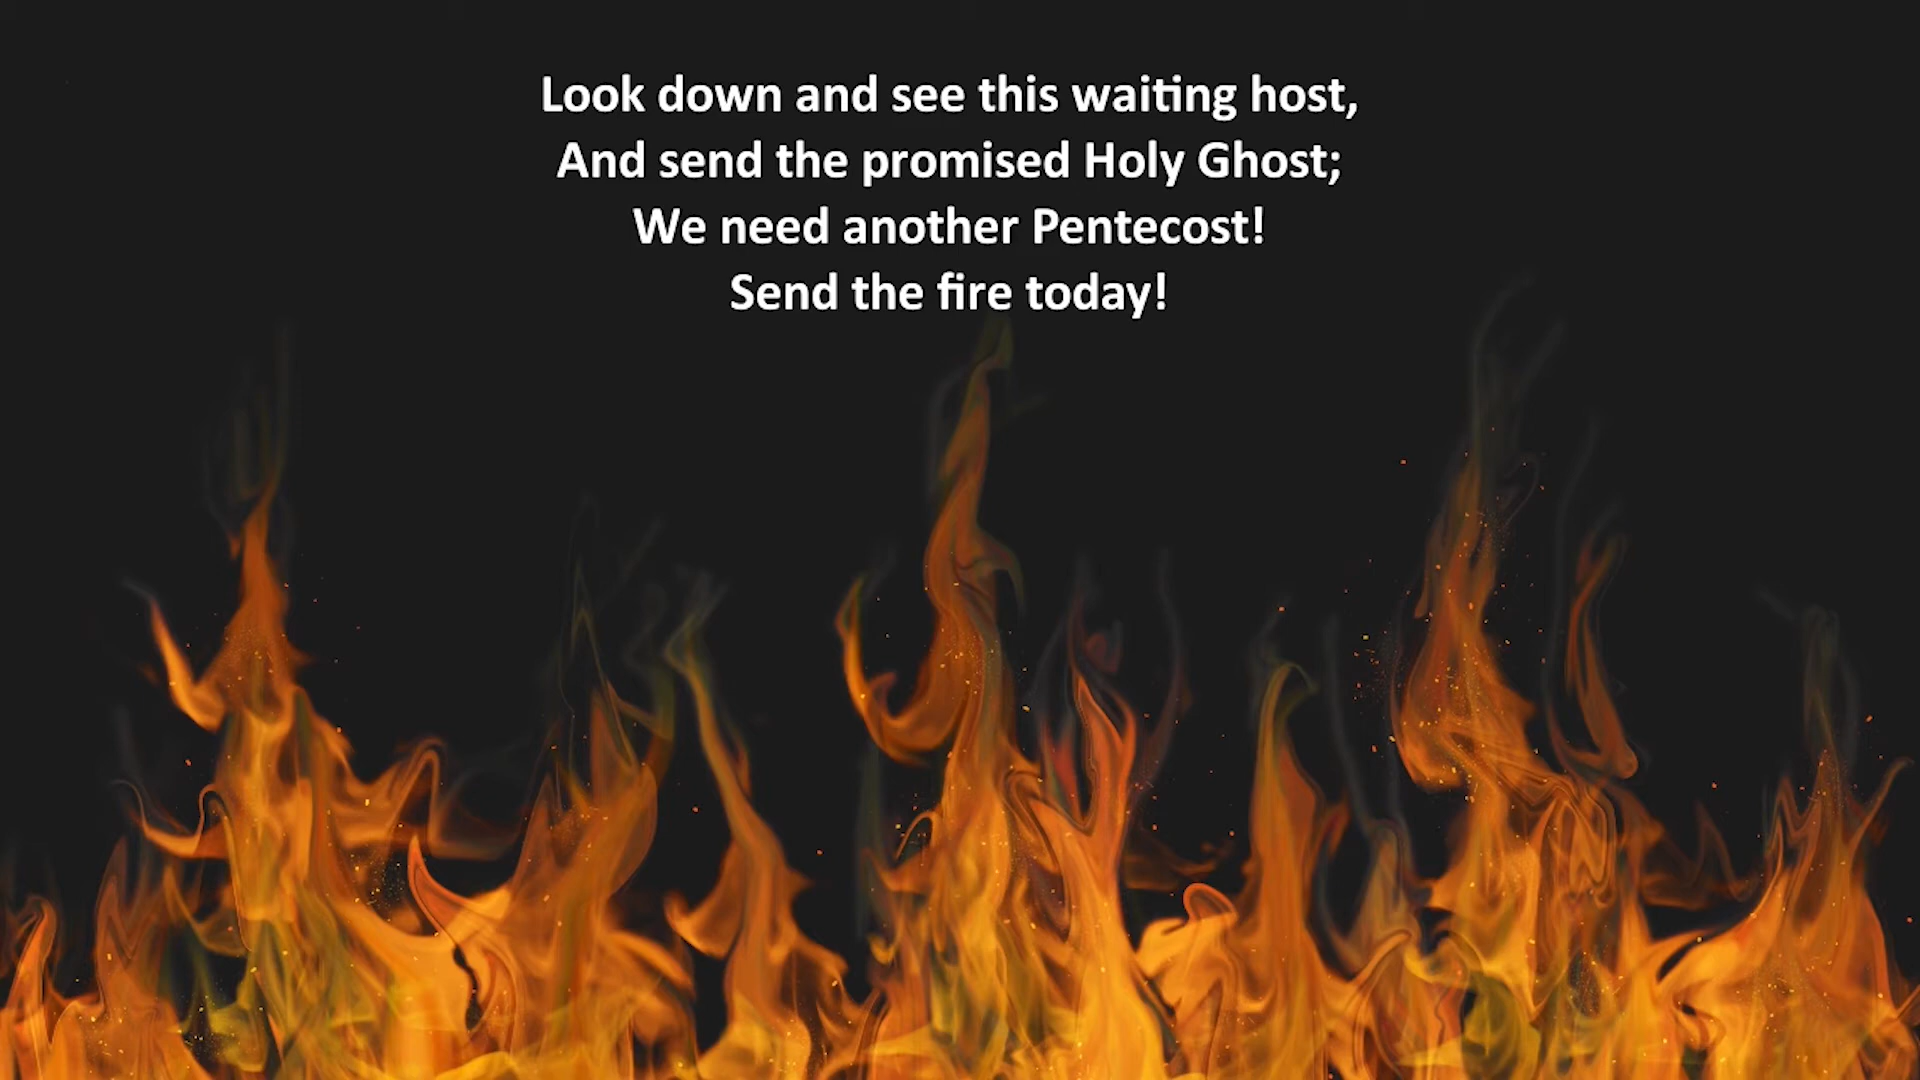 Look down and see this waiting host,
And send the promised Holy Ghost;
We need another Pentecost!
Send the fire today!